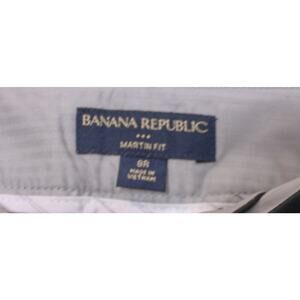 BANANA REPUBLIC
MARTIN FIT
8R
MADE IN
VIETNAM